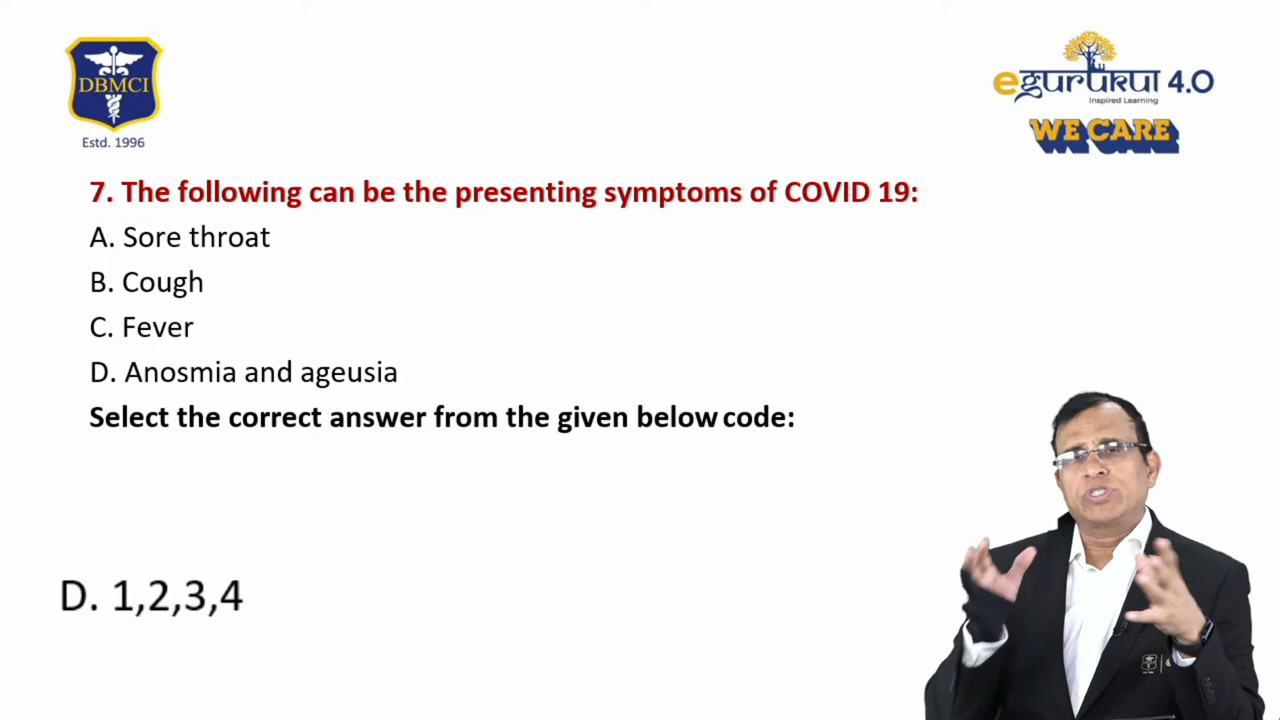 DBMCI
Estd. 1996
egurukul 4.0
Inspired Learning
WE CARE
7. The following can be the presenting symptoms of COVID 19:
A. Sore throat
B. Cough
C. Fever
D. Anosmia and ageusia
Select the correct answer from the given below code:
D. 1,2,3,4